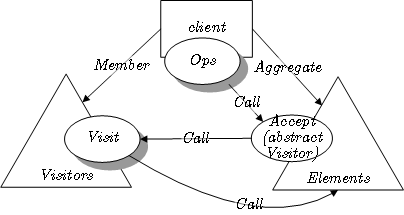 client
Ops
Member
Aggregate
Call
Accept
(abstract
Visitor)
Visit
Call
Visitors
Elements
Call